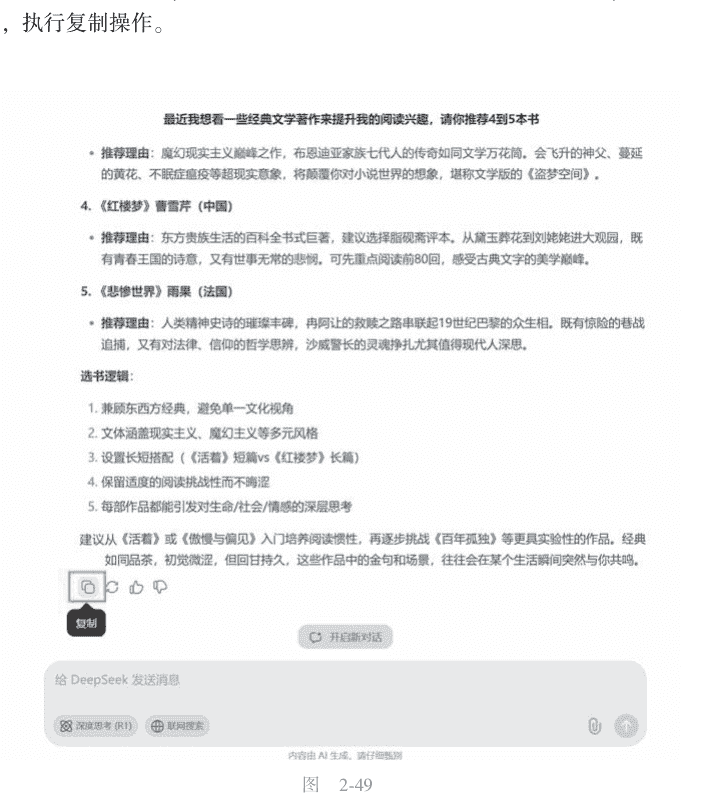 ，执行复制操作。
最近我想看一些经典文学著作来提升我的阅读兴趣，请你推荐4到5本书
• 推荐理由：魔幻现实主义巅峰之作，布恩迪亚家族七代人的传奇如同文学万花筒。会飞升的神父、蔓延
的黄花、不眠症瘟疫等超现实意象，将颠覆你对小说世界的想象，堪称文学版的《盗梦空间》。
4. 《红楼梦》曹雪芹（中国）
• 推荐理由：东方贵族生活的百科全书式巨著，建议选择脂砚斋评本。从黛玉葬花到刘姥姥进大观园，既
有青春王国的诗意，又有世事无常的悲悯。可先重点阅读前80回，感受古典文字的美学巅峰。
5. 《悲惨世界》雨果（法国）
• 推荐理由：人类精神史诗的璀璨丰碑，冉阿让的救赎之路串联起19世纪巴黎的众生相。既有惊险的巷战
追捕，又有对法律、信仰的哲学思辨，沙威警长的灵魂挣扎尤其值得现代人深思。
选书逻辑：
1. 兼顾东西方经典，避免单一文化视角
2. 文体涵盖现实主义、魔幻主义等多元风格
3. 设置长短搭配（《活着》短篇vs《红楼梦》长篇）
4. 保留适度的阅读挑战性而不晦涩
5. 每部作品都能引发对生命/社会/情感的深层思考
建议从《活着》或《傲慢与偏见》入门培养阅读惯性，再逐步挑战《百年孤独》等更具实验性的作品。经典
如同品茶，初觉微涩，但回甘持久，这些作品中的金句和场景，往往会在某个生活瞬间突然与你共鸣。
复制
开启新对话
给 DeepSeek 发送消息
深度思考 (R1) 联网搜索
内容由 AI 生成，请仔细甄别
图 2-49